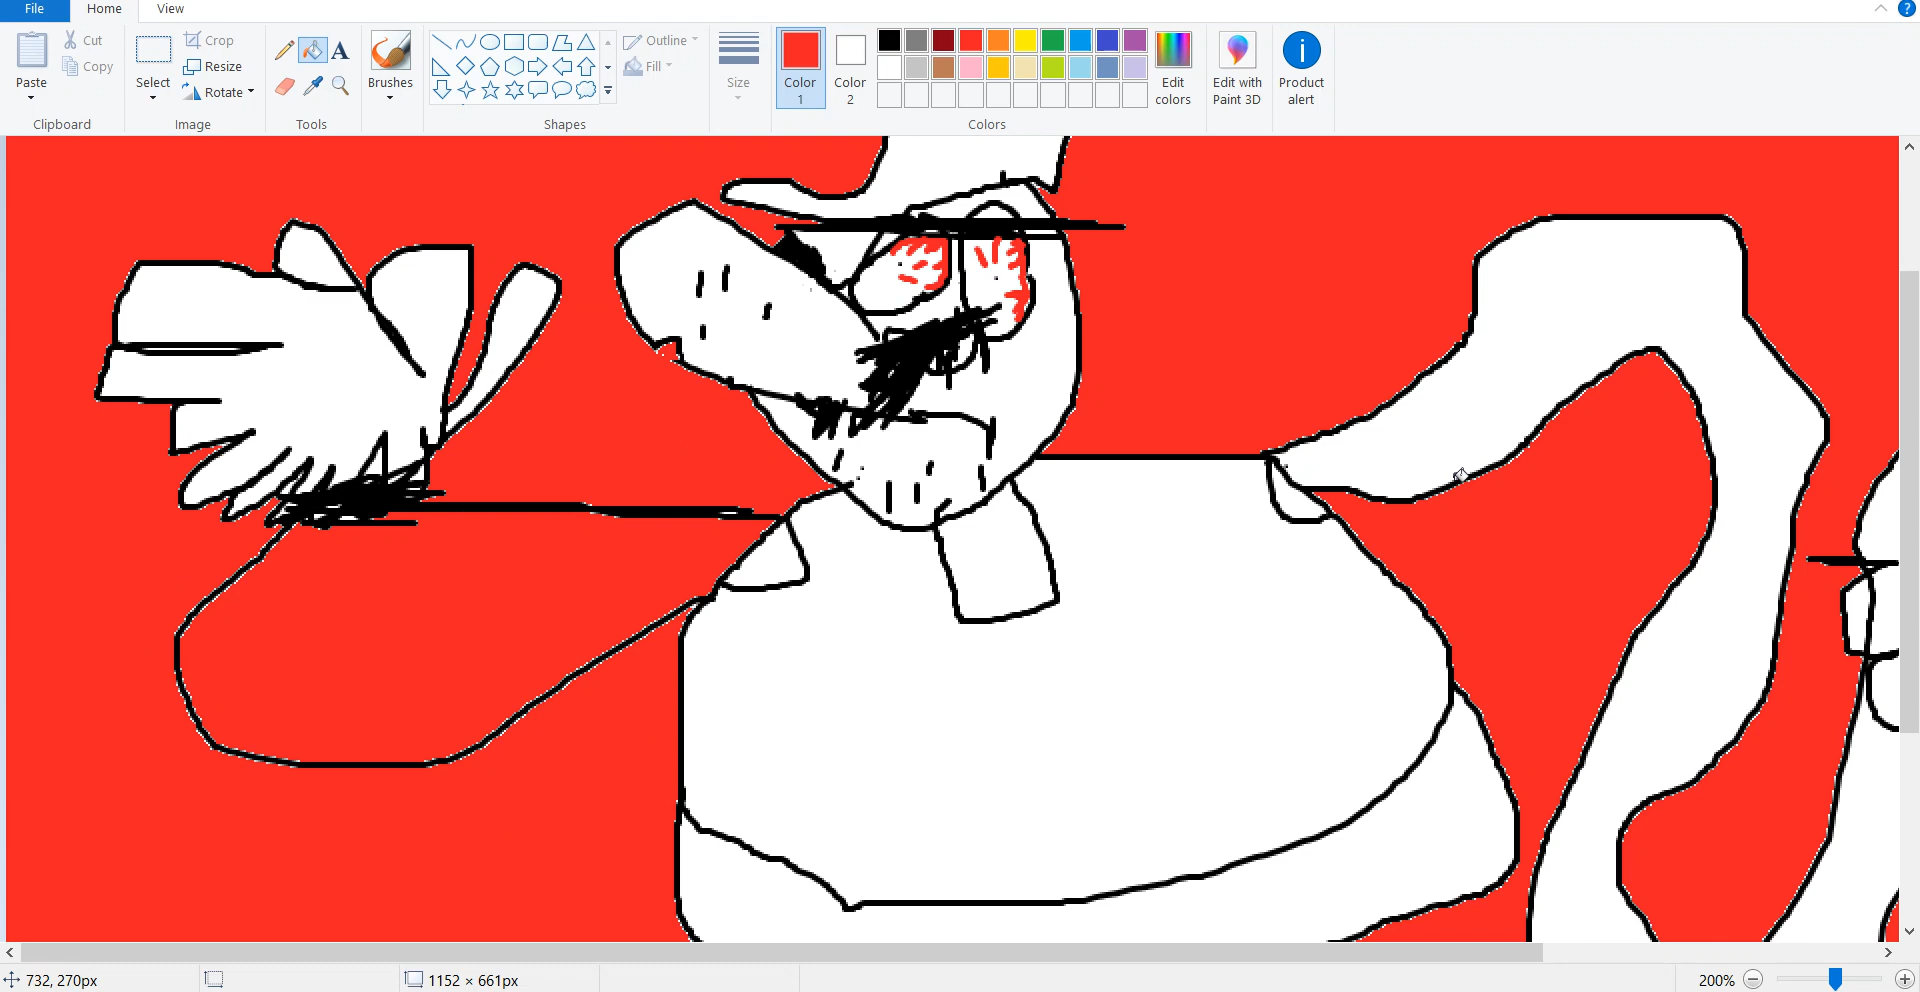 File Home View
Paste Cut Copy
Clipboard
Select Crop Resize Rotate
Image
A
Tools
Brushes
Shapes
Outline Fill
Size
Color 1
Color 2
Colors
Edit colors
Edit with Paint 3D
Product alert
732, 270px
1152 × 661px
200%